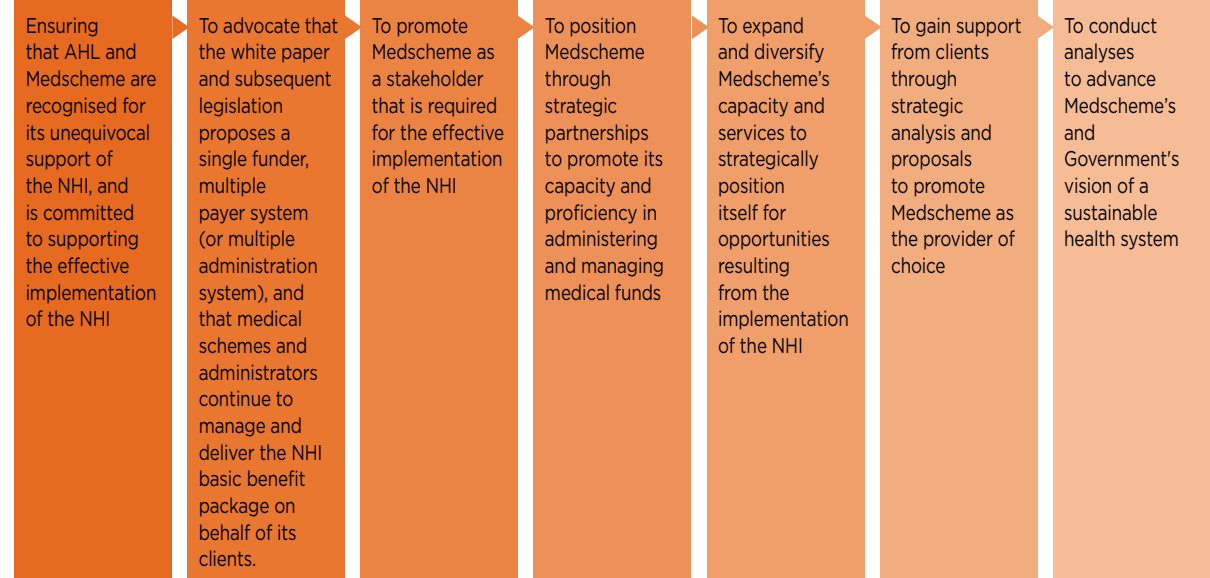 Ensuring
that AHL and
Medscheme are
recognised for
its unequivocal
support of
the NHI, and
is committed
to supporting
the effective
implementation
of the NHI
To advocate that
the white paper
and subsequent
legislation
proposes a
single funder,
multiple
payer system
(or multiple
administration
system), and
that medical
schemes and
administrators
continue to
manage and
deliver the NHI
basic benefit
package on
behalf of its
clients.
To promote
Medscheme as
a stakeholder
that is required
for the effective
implementation
of the NHI
To position
Medscheme
through
strategic
partnerships
to promote its
capacity and
proficiency in
administering
and managing
medical funds
To expand
and diversify
Medscheme’s
capacity and
services to
strategically
position
itself for
opportunities
resulting
from the
implementation
of the NHI
To gain support
from clients
through
strategic
analysis and
proposals
to promote
Medscheme as
the provider of
choice
To conduct
analyses
to advance
Medscheme’s
and
Government's
vision of a
sustainable
health system